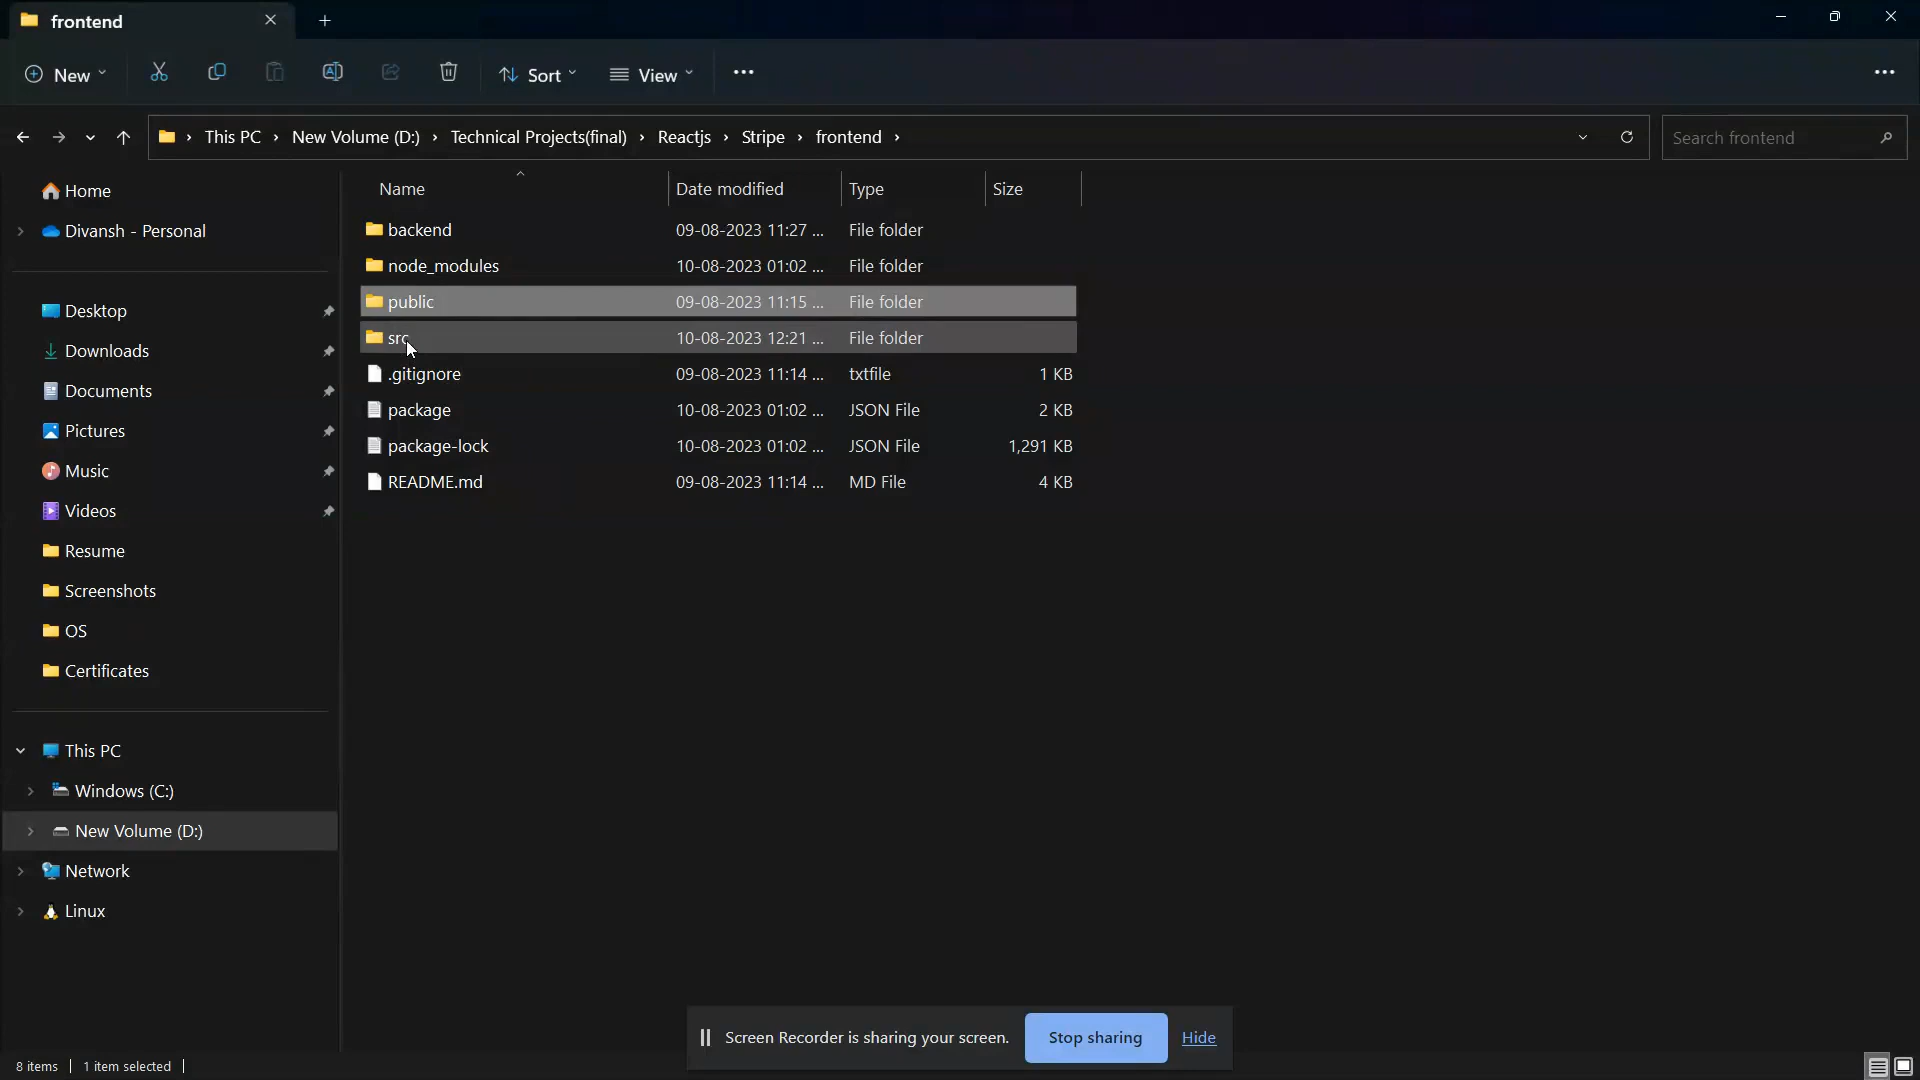 frontend
New
Sort
View
This PC
New Volume (D:)
Technical Projects(final)
Reactjs
Stripe
frontend
Search frontend
Home
Divansh - Personal
Desktop
Downloads
Documents
Pictures
Music
Videos
Resume
Screenshots
OS
Certificates
This PC
Windows (C:)
New Volume (D:)
Network
Linux
Name Date modified Type Size
backend 09-08-2023 11:27 ... File folder
node_modules 10-08-2023 01:02 ... File folder
public 09-08-2023 11:15 ... File folder
src 10-08-2023 12:21 ... File folder
.gitignore 09-08-2023 11:14 ... txtfile 1 KB
package 10-08-2023 01:02 ... JSON File 2 KB
package-lock 10-08-2023 01:02 ... JSON File 1,291 KB
README.md 09-08-2023 11:14 ... MD File 4 KB
Screen Recorder is sharing your screen. Stop sharing Hide
8 items 1 item selected